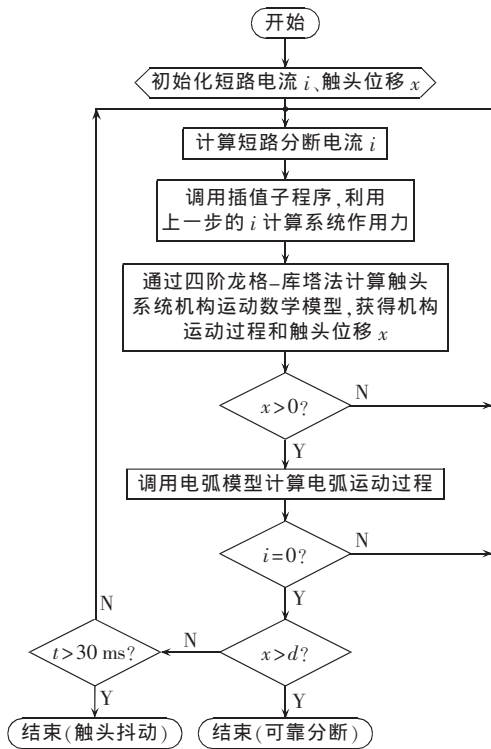 开始
初始化短路电流 i、触头位移 x
计算短路分断电流 i
调用插值子程序,利用
上一步的 i 计算系统作用力
通过四阶龙格–库塔法计算触头
系统机构运动数学模型,获得机构
运动过程和触头位移 x
x>0?
N
Y
调用电弧模型计算电弧运动过程
i=0?
N
Y
N
t>30 ms?
N
x>d?
Y
Y
结束(触头抖动)
结束(可靠分断)